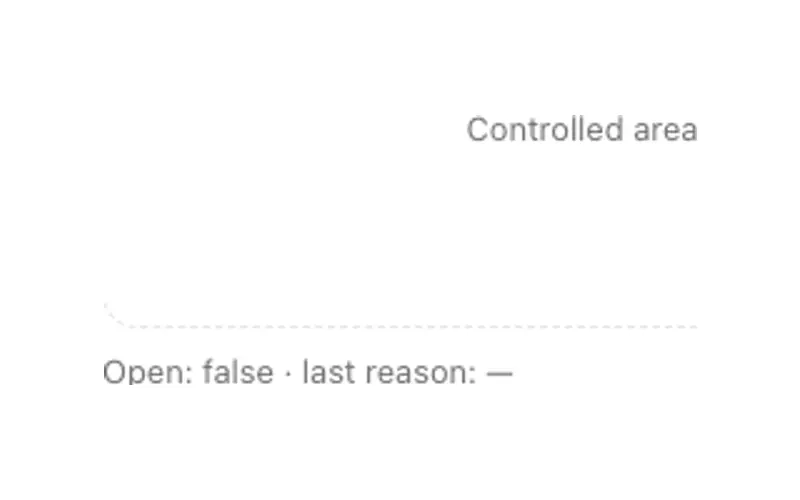 Controlled area
Open: false · last reason: —